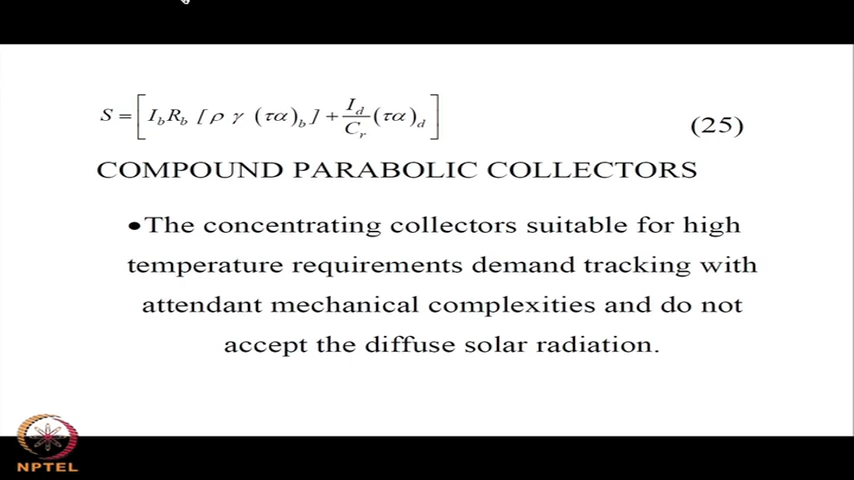 S = [ I_b R_b [ ρ γ (τα)_b ] + I_d/C_r (τα)_d ] (25)
COMPOUND PARABOLIC COLLECTORS
•The concentrating collectors suitable for high
temperature requirements demand tracking with
attendant mechanical complexities and do not
accept the diffuse solar radiation.
NPTEL